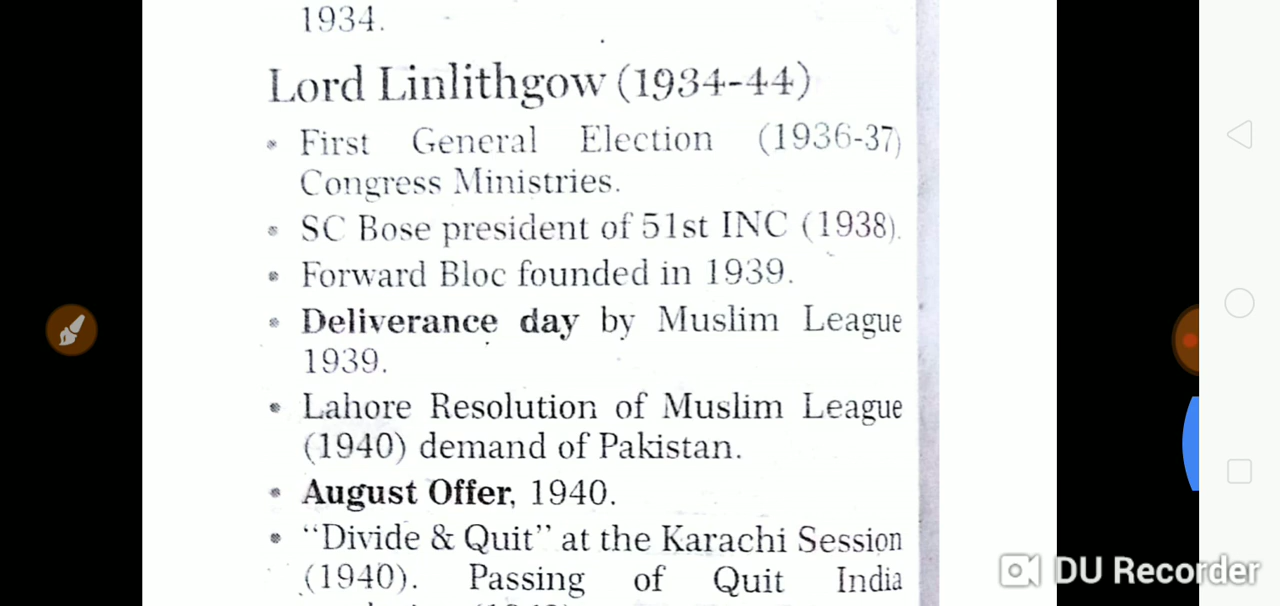 1934.
Lord Linlithgow (1934-44)
• First General Election (1936-37)
Congress Ministries.
• SC Bose president of 51st INC (1938).
• Forward Bloc founded in 1939.
• Deliverance day by Muslim League
1939.
• Lahore Resolution of Muslim League
(1940) demand of Pakistan.
• August Offer, 1940.
• “Divide & Quit” at the Karachi Session
(1940). Passing of Quit India
DU Recorder